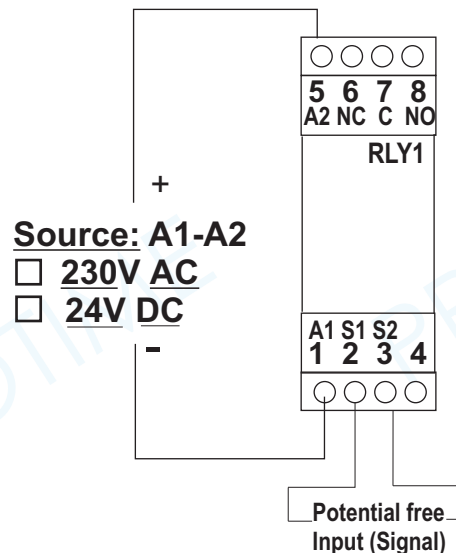 5 6 7 8
A2 NC C NO
RLY1
+
Source: A1-A2
230V AC
24V DC
-
A1 S1 S2
1 2 3 4
Potential free
Input (Signal)